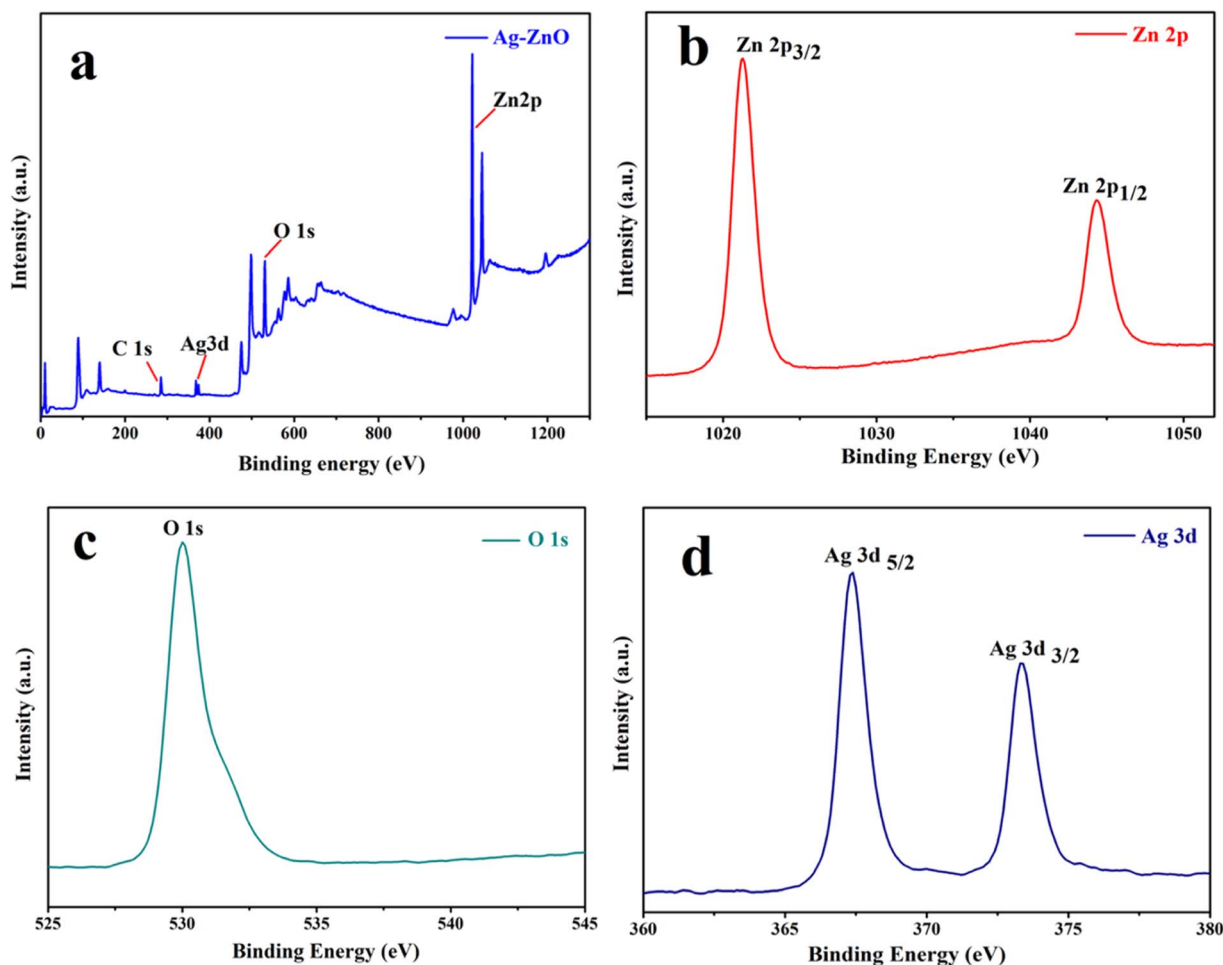 a
Ag-ZnO
Zn2p
O 1s
C 1s
Ag3d
Intensity (a.u.)
0 200 400 600 800 1000 1200
Binding energy (eV)
b
Zn 2p
Zn 2p3/2
Zn 2p1/2
Intensity (a.u.)
1020 1030 1040 1050
Binding Energy (eV)
c
O 1s
O 1s
Intensity (a.u.)
525 530 535 540 545
Binding Energy (eV)
d
Ag 3d
Ag 3d 5/2
Ag 3d 3/2
Intensity (a.u.)
360 365 370 375 380
Binding Energy (eV)